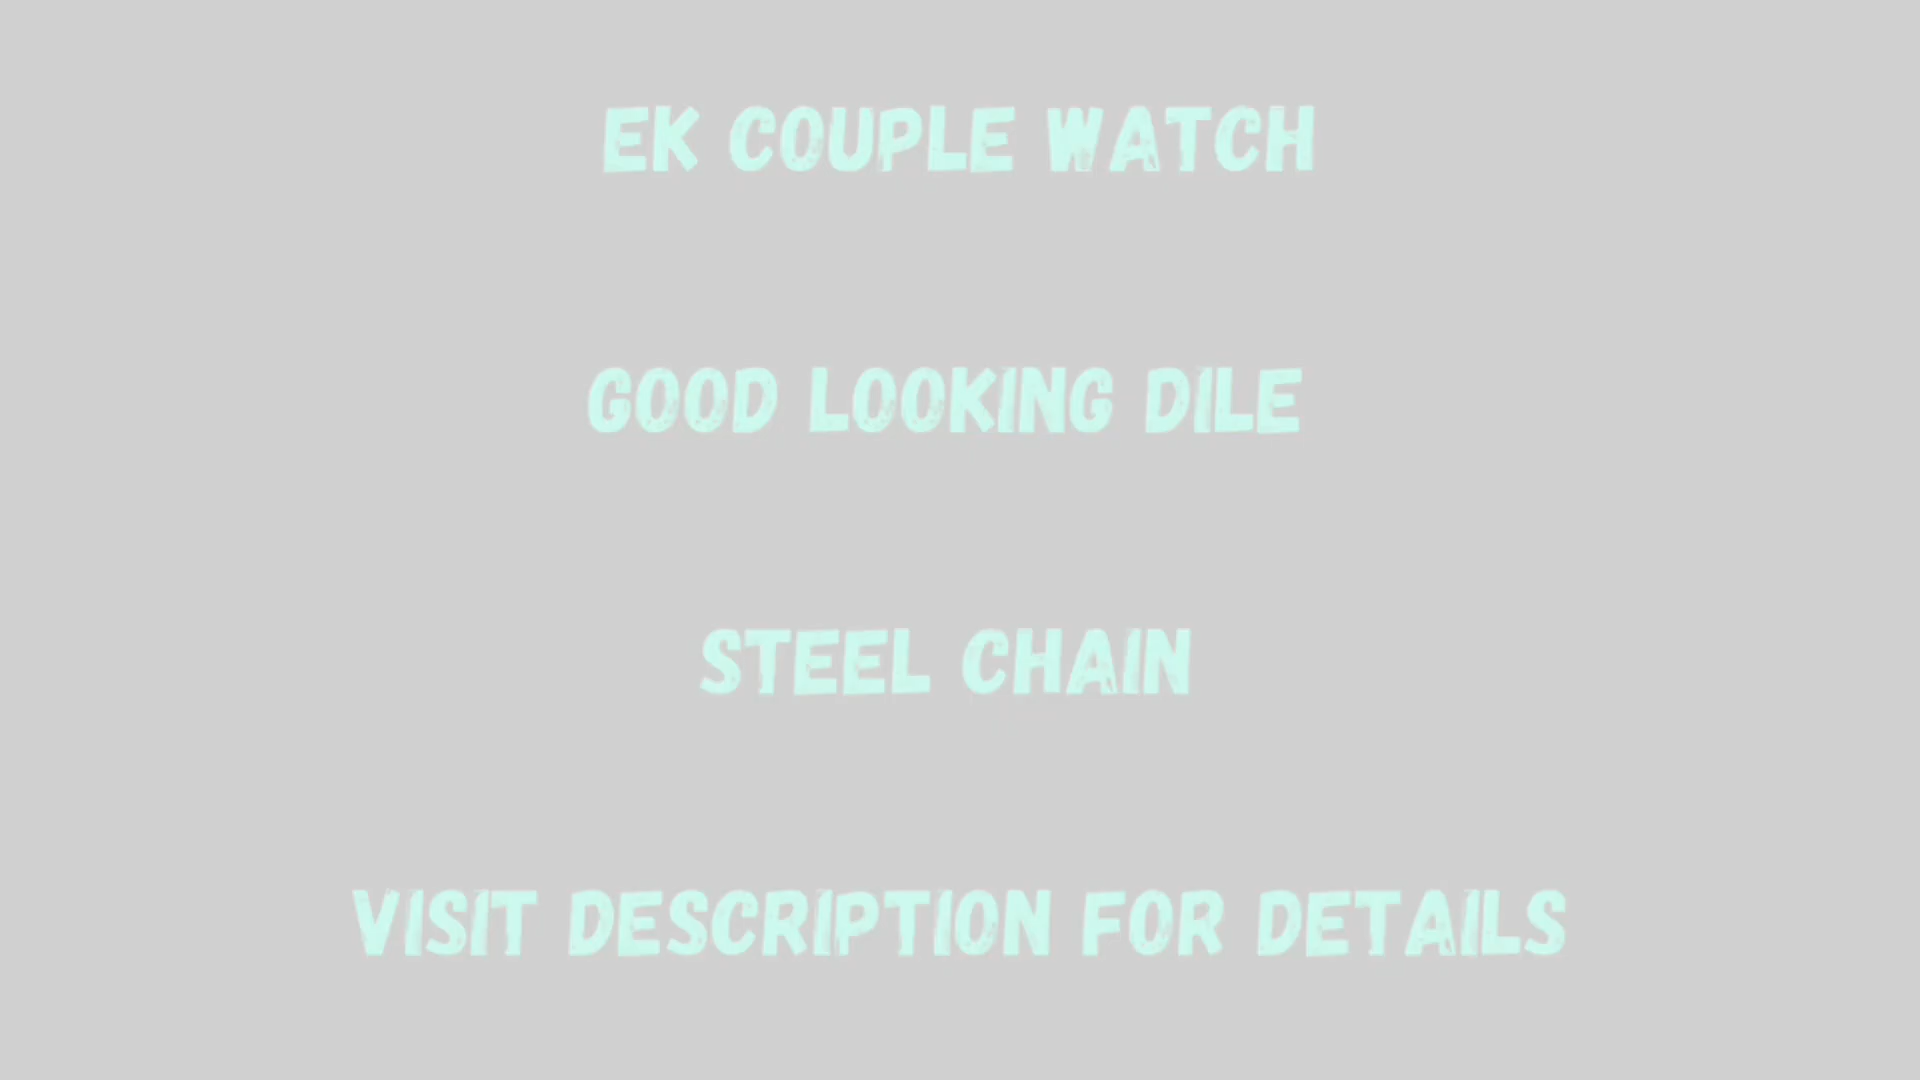 EK COUPLE WATCH
GOOD LOOKING DILE
STEEL CHAIN
VISIT DESCRIPTION FOR DETAILS